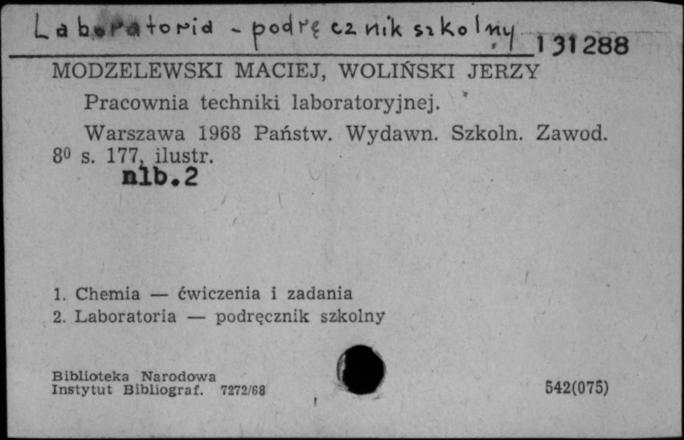 Laboratoria - podręcznik szkolny
131288
MODZELEWSKI MACIEJ, WOLIŃSKI JERZY
Pracownia techniki laboratoryjnej.
Warszawa 1968 Państw. Wydawn. Szkoln. Zawod.
8⁰ s. 177, ilustr.
nlb.2
1. Chemia — ćwiczenia i zadania
2. Laboratoria — podręcznik szkolny
Biblioteka Narodowa
Instytut Bibliograf. 7272/68
542(075)